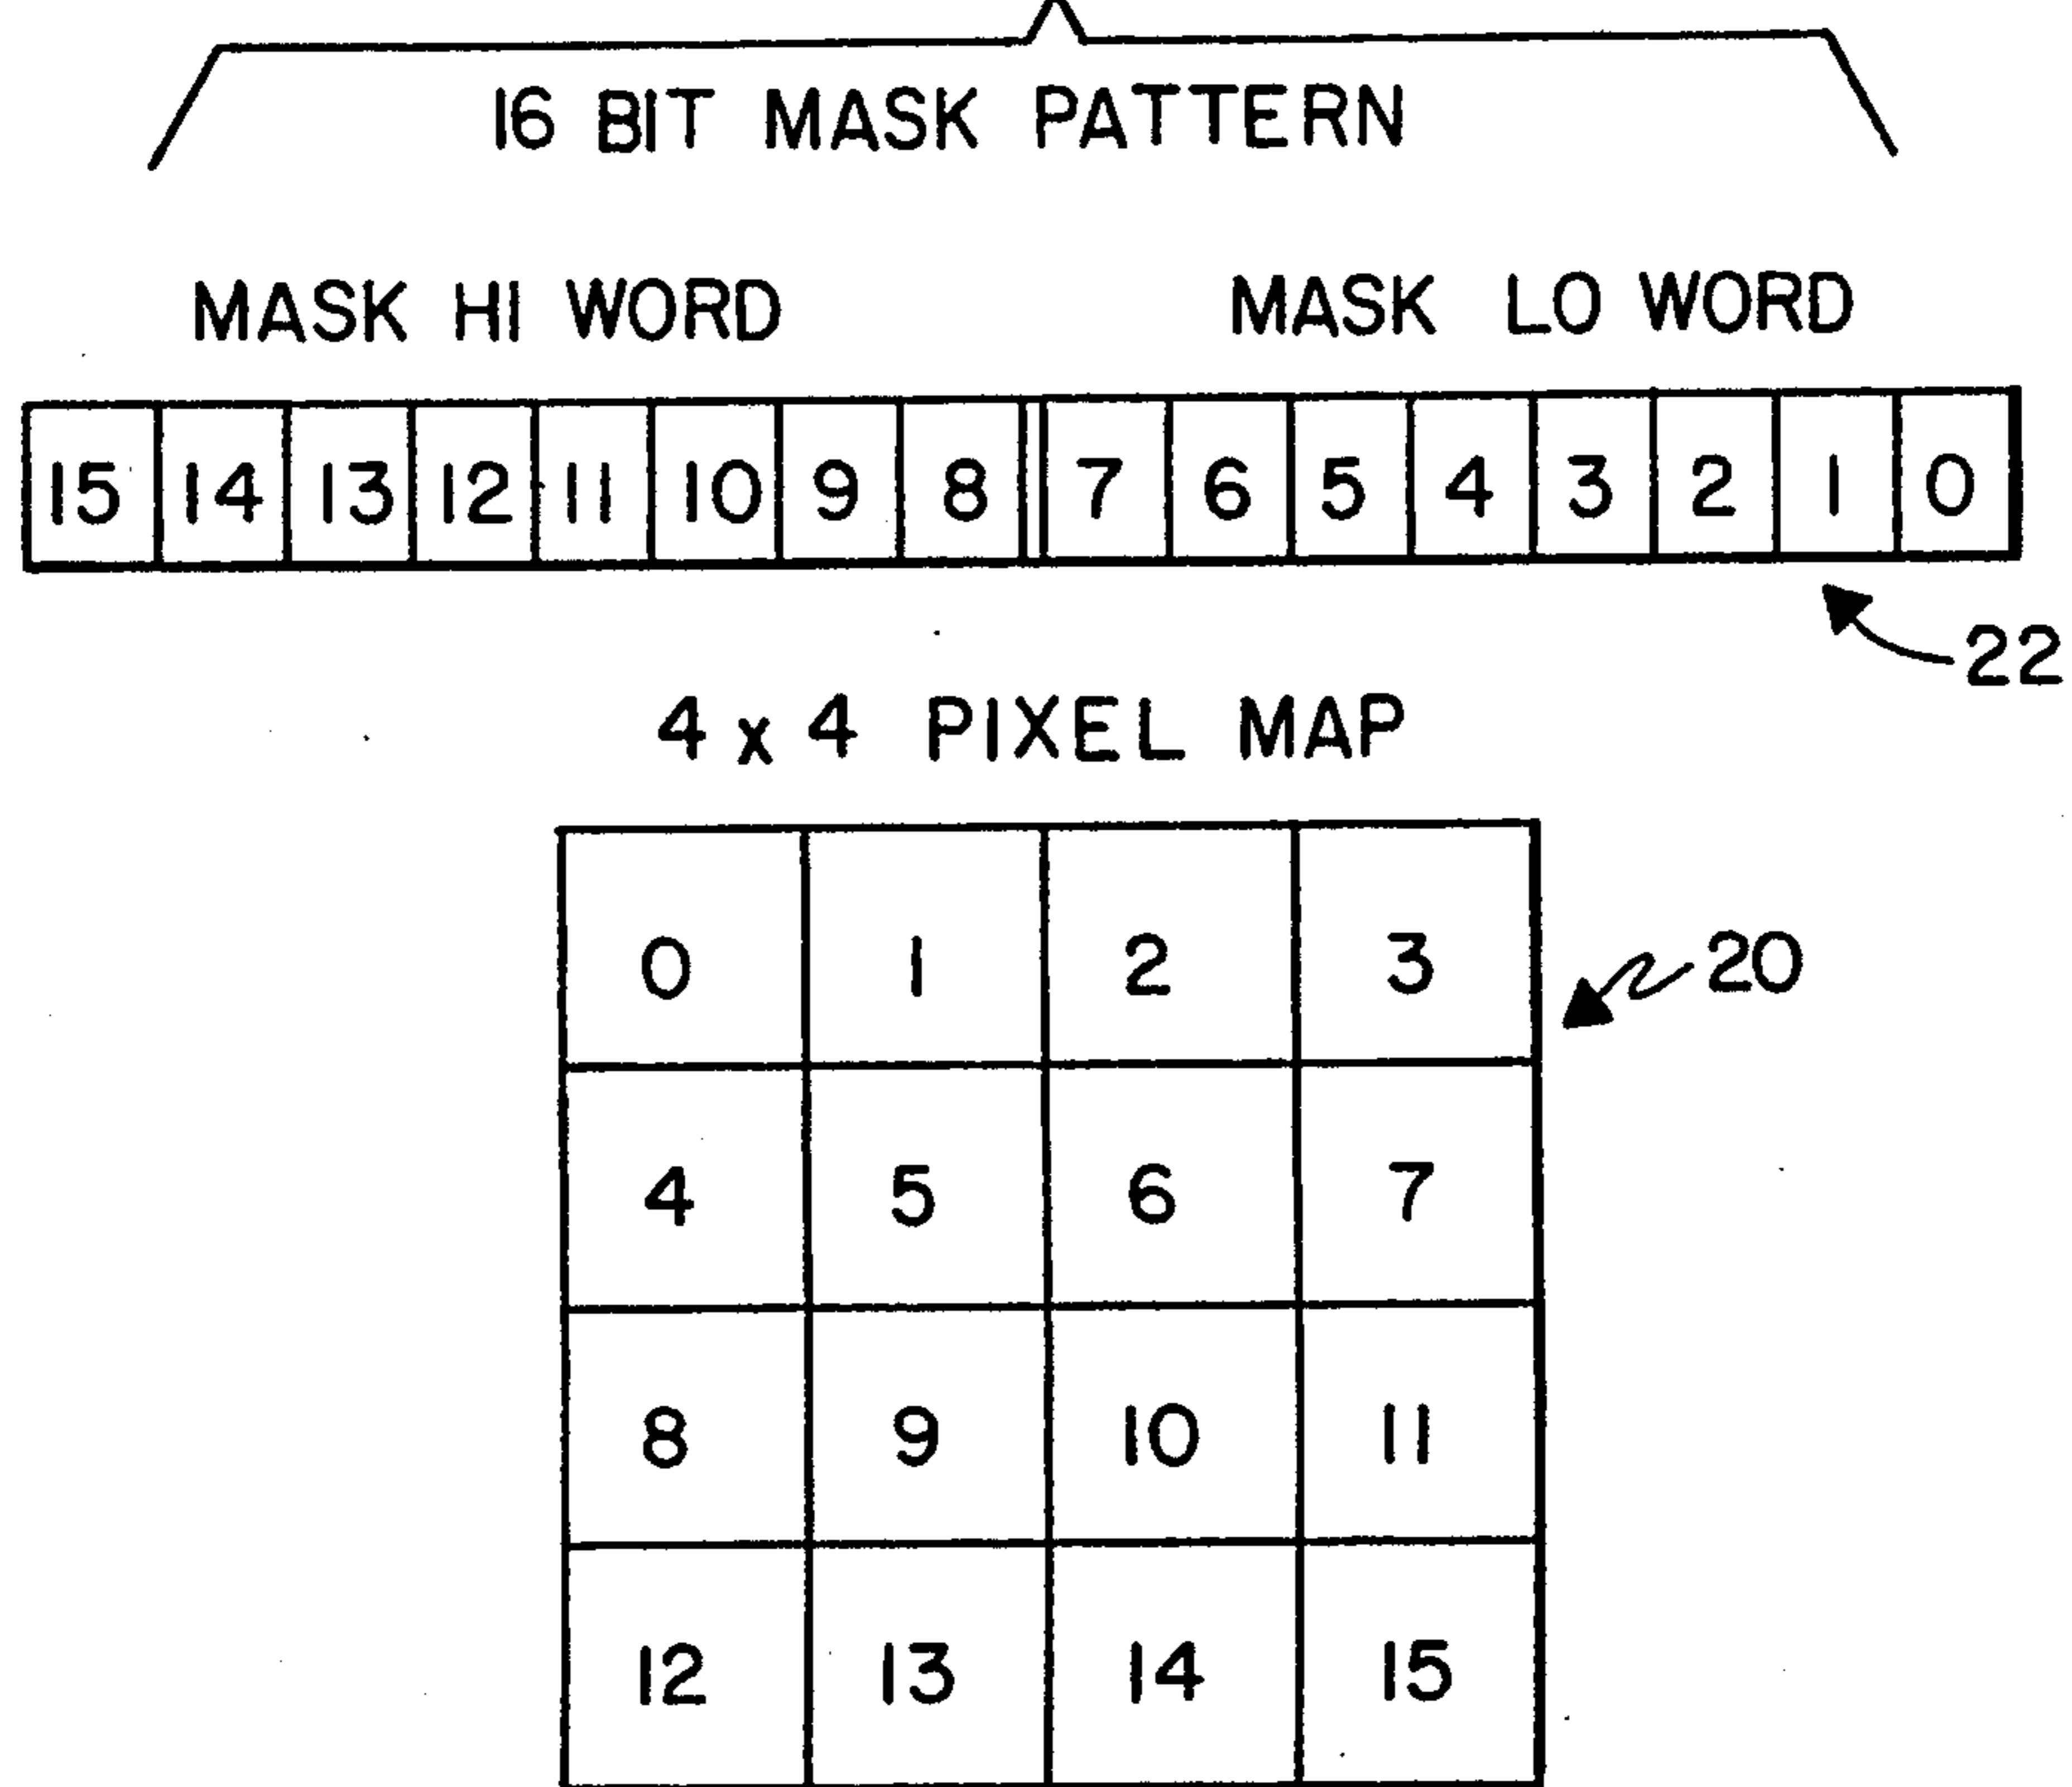 16 BIT MASK PATTERN
MASK HI WORD MASK LO WORD
15 14 13 12 11 10 9 8 7 6 5 4 3 2 1 0
22
4 x 4 PIXEL MAP
0 1 2 3
20
4 5 6 7
8 9 10 11
12 13 14 15